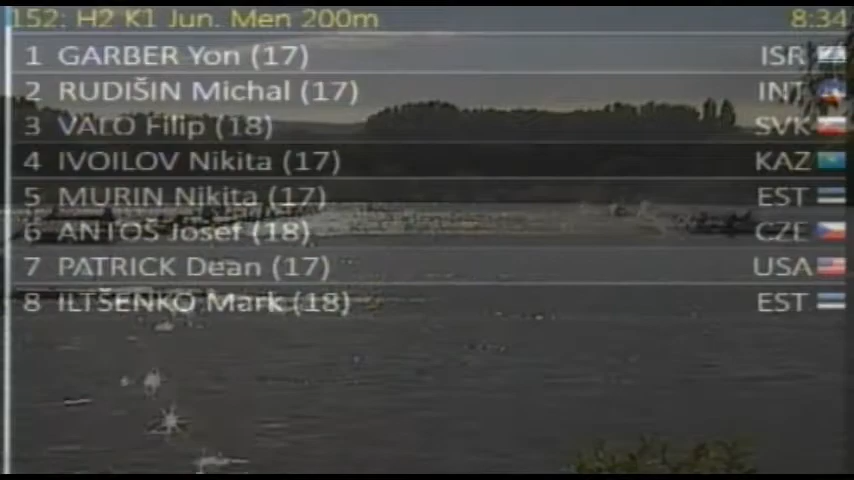 152: H2 K1 Jun. Men 200m 8:34
1 GARBER Yon (17) ISR
2 RUDIŠIN Michal (17) INT
3 VALO Filip (18) SVK
4 IVOILOV Nikita (17) KAZ
5 MURIN Nikita (17) EST
6 ANTOŠ Josef (18) CZE
7 PATRICK Dean (17) USA
8 ILTŠENKO Mark (18) EST